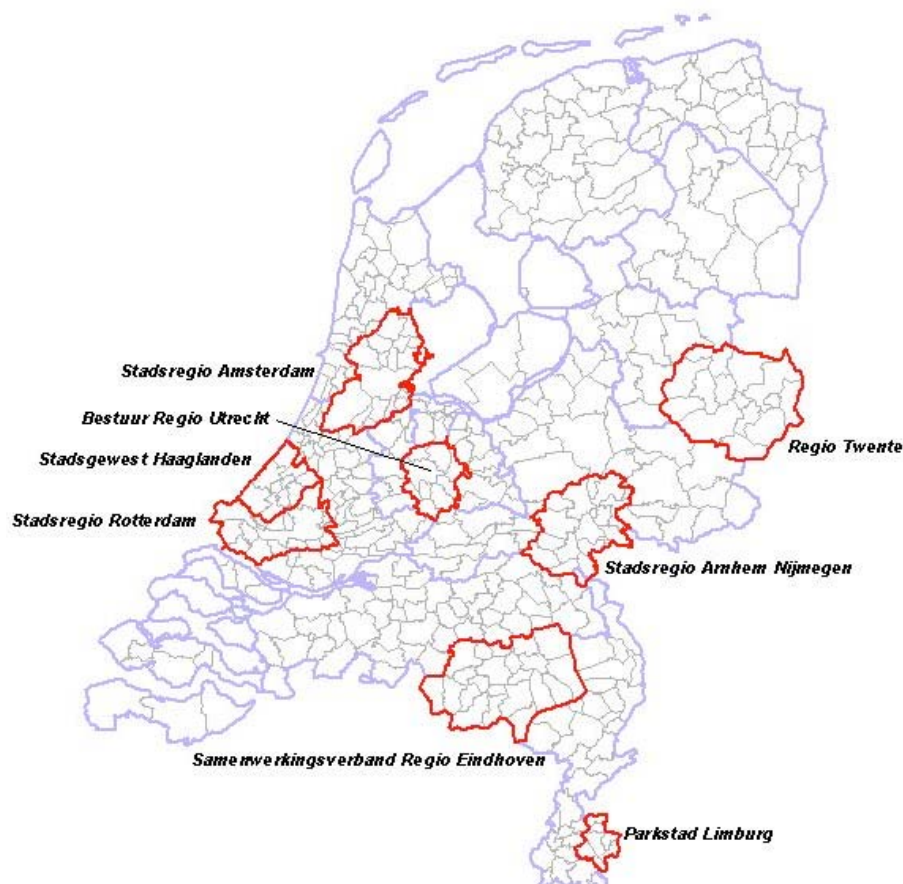 Stadsregio Amsterdam
Bestuur Regio Utrecht
Stadsgewest Haaglanden
Regio Twente
Stadsregio Rotterdam
Stadsregio Arnhem Nijmegen
Samenwerkingsverband Regio Eindhoven
Parkstad Limburg